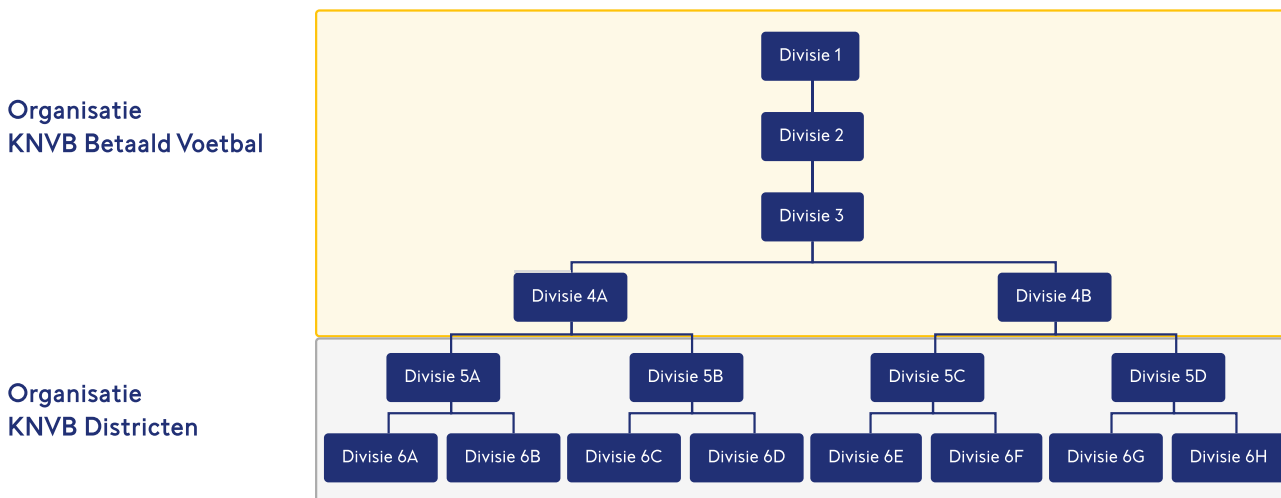 Organisatie
KNVB Betaald Voetbal
Divisie 1
Divisie 2
Divisie 3
Divisie 4A
Divisie 4B
Organisatie
KNVB Districten
Divisie 5A
Divisie 5B
Divisie 5C
Divisie 5D
Divisie 6A
Divisie 6B
Divisie 6C
Divisie 6D
Divisie 6E
Divisie 6F
Divisie 6G
Divisie 6H